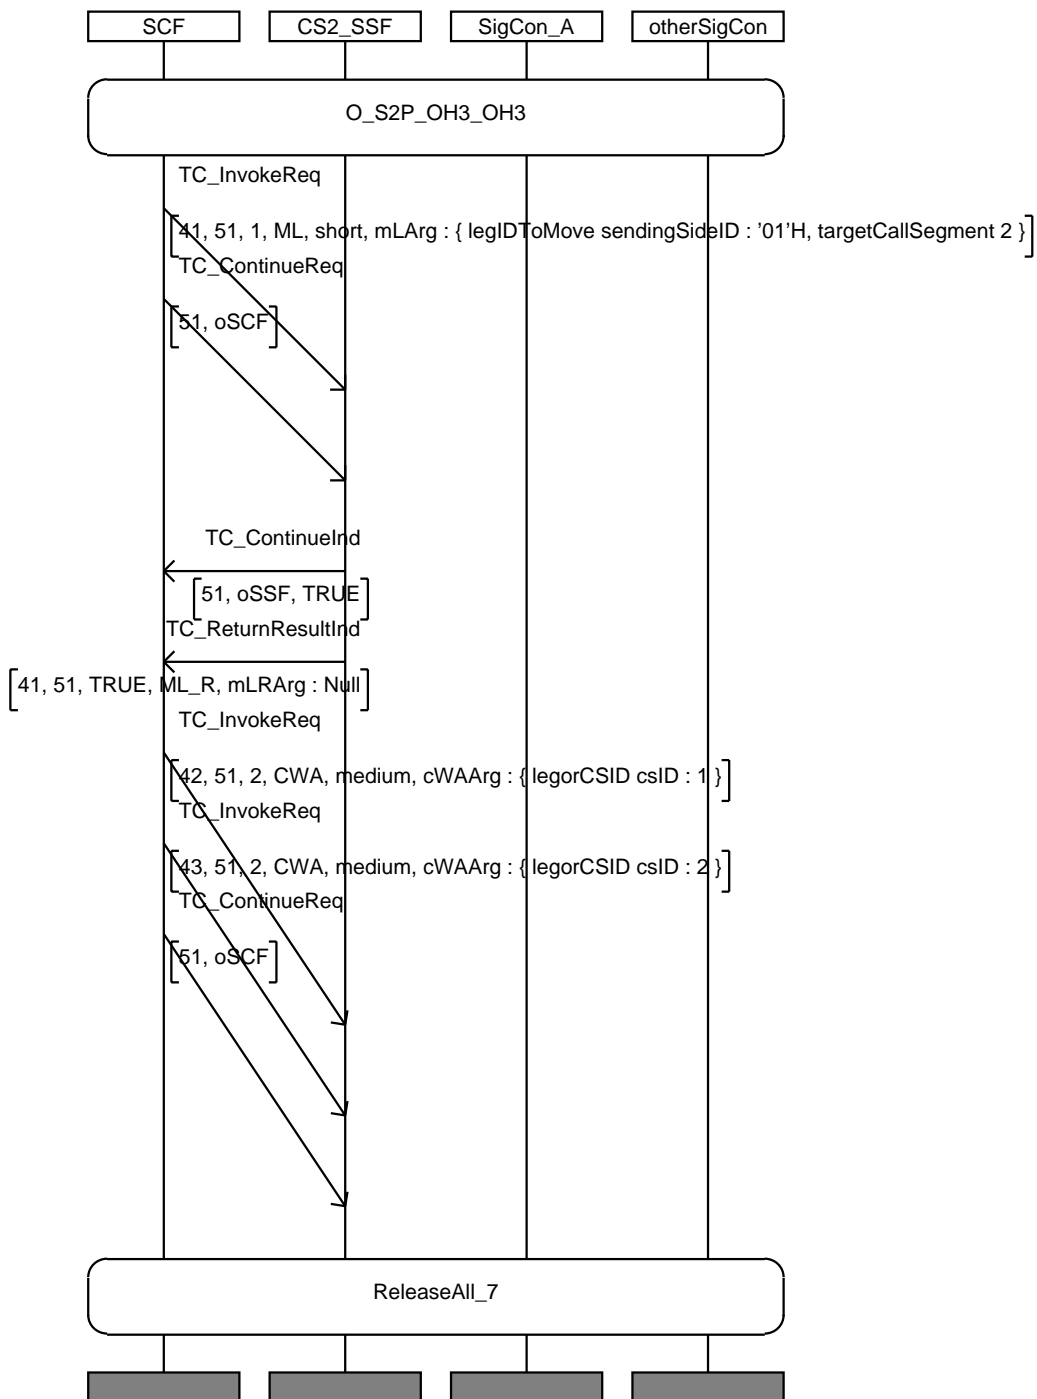 SCF CS2_SSF SigCon_A otherSigCon
O_S2P_OH3_OH3
TC_InvokeReq
41, 51, 1, ML, short, mLArg : { legIDToMove sendingSideID : '01'H, targetCallSegment 2 }
TC_ContinueReq
51, oSCF
TC_ContinueInd
51, oSSF, TRUE
TC_ReturnResultInd
41, 51, TRUE, ML_R, mLRArg : Null
TC_InvokeReq
42, 51, 2, CWA, medium, cWAArg : { legorCSID csID : 1 }
TC_InvokeReq
43, 51, 2, CWA, medium, cWAArg : { legorCSID csID : 2 }
TC_ContinueReq
51, oSCF
ReleaseAll_7